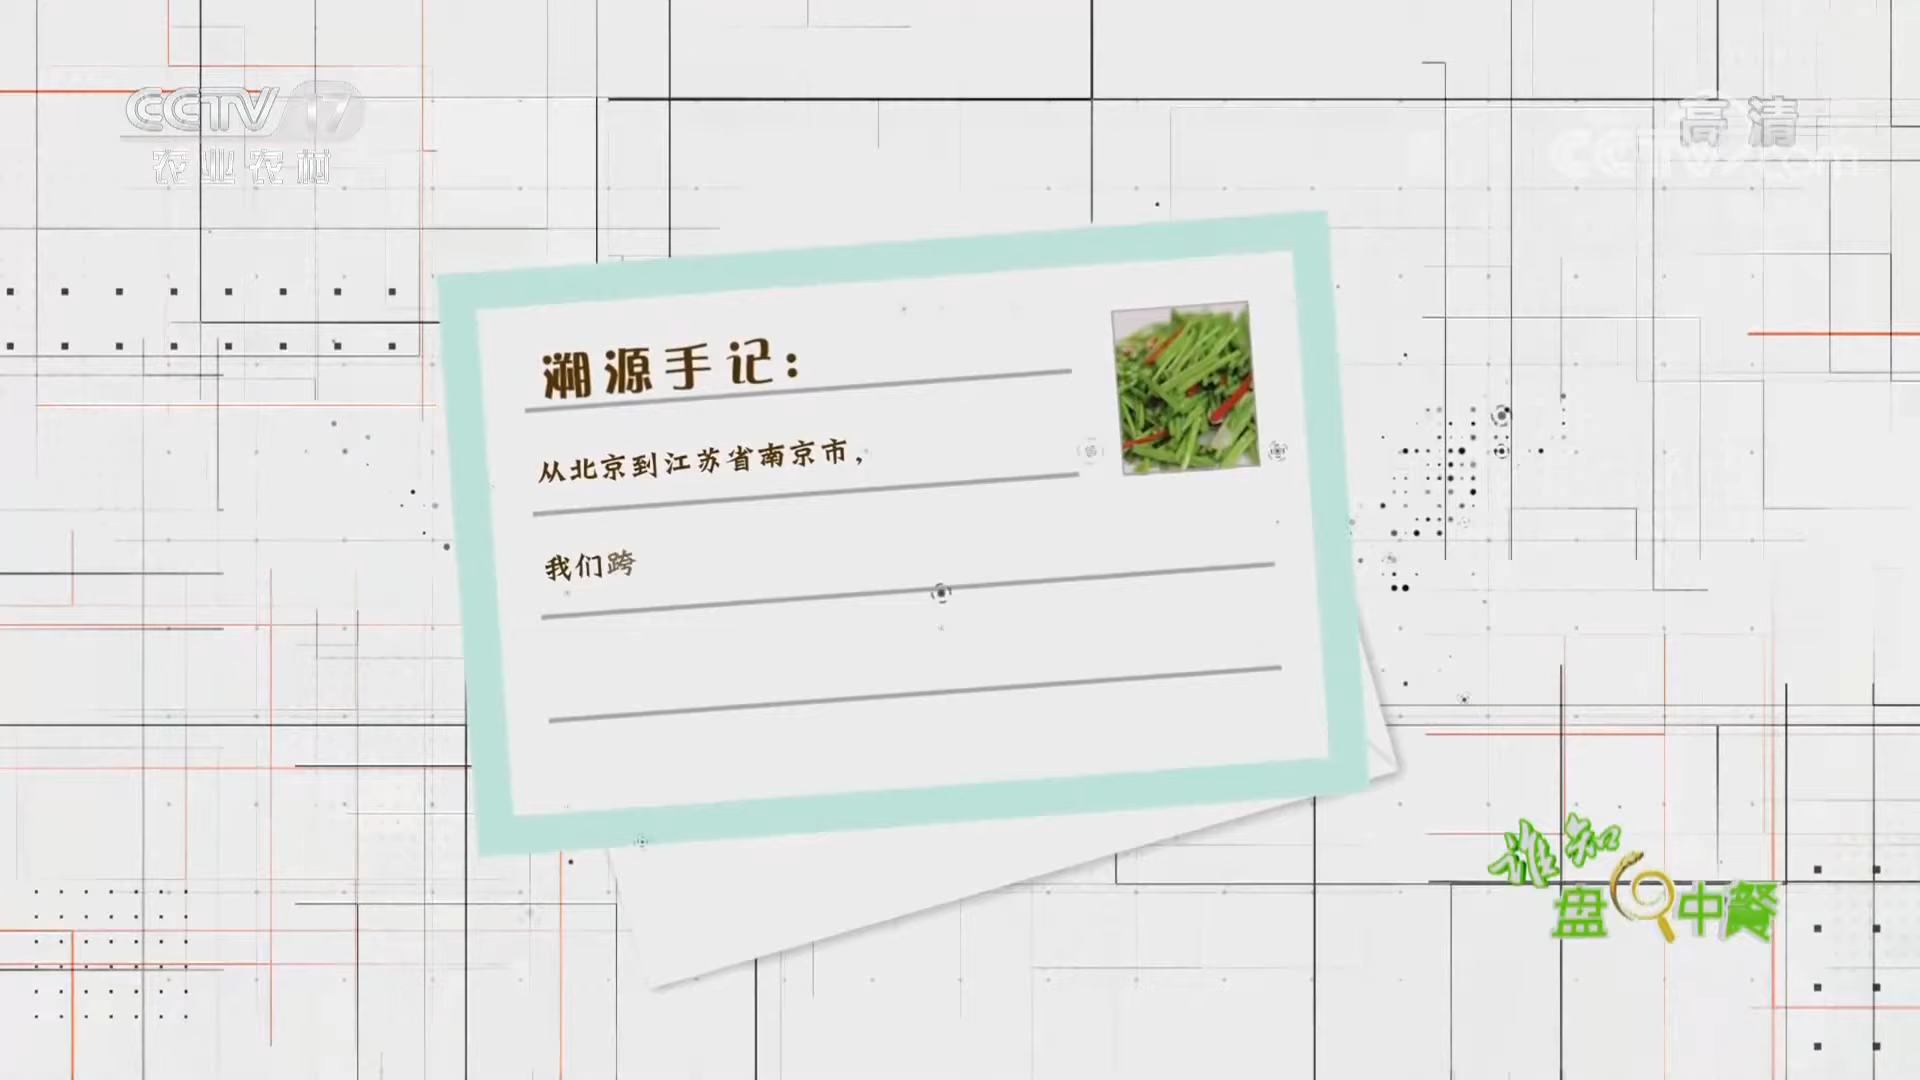 CCTV 17
农业农村
高清
CCTV.com
溯源手记：
从北京到江苏省南京市，
我们跨
谁知
盘中餐